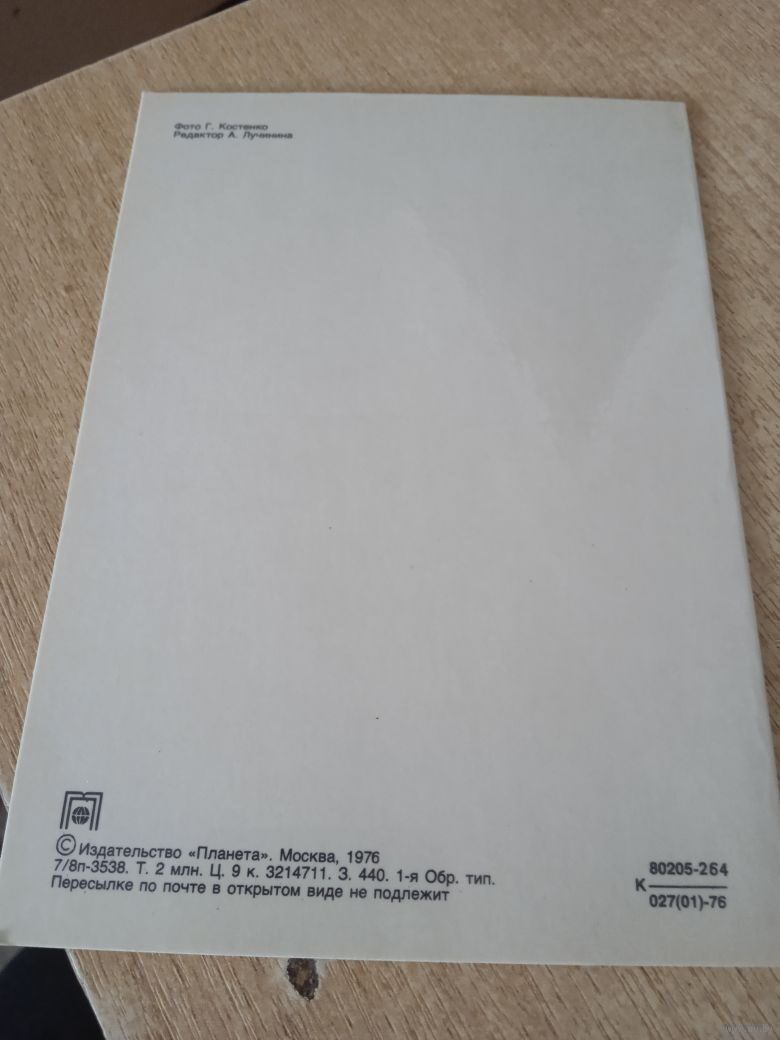 Фото Г. Костенко
Редактор А. Лучинина
© Издательство «Планета». Москва, 1976
7/8п-3538. Т. 2 млн. Ц. 9 к. 3214711. З. 440. 1-я Обр. тип.
Пересылке по почте в открытом виде не подлежит
80205-264
К
027(01)-76